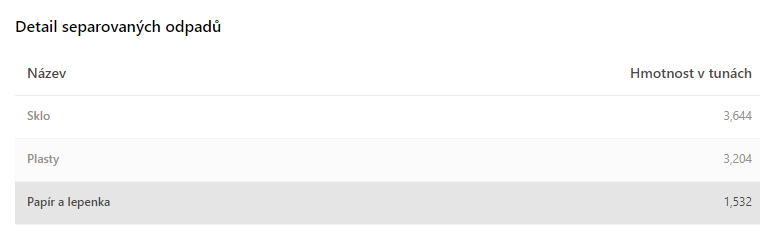 Detail separovaných odpadů
Název Hmotnost v tunách
Sklo 3,644
Plasty 3,204
Papír a lepenka 1,532